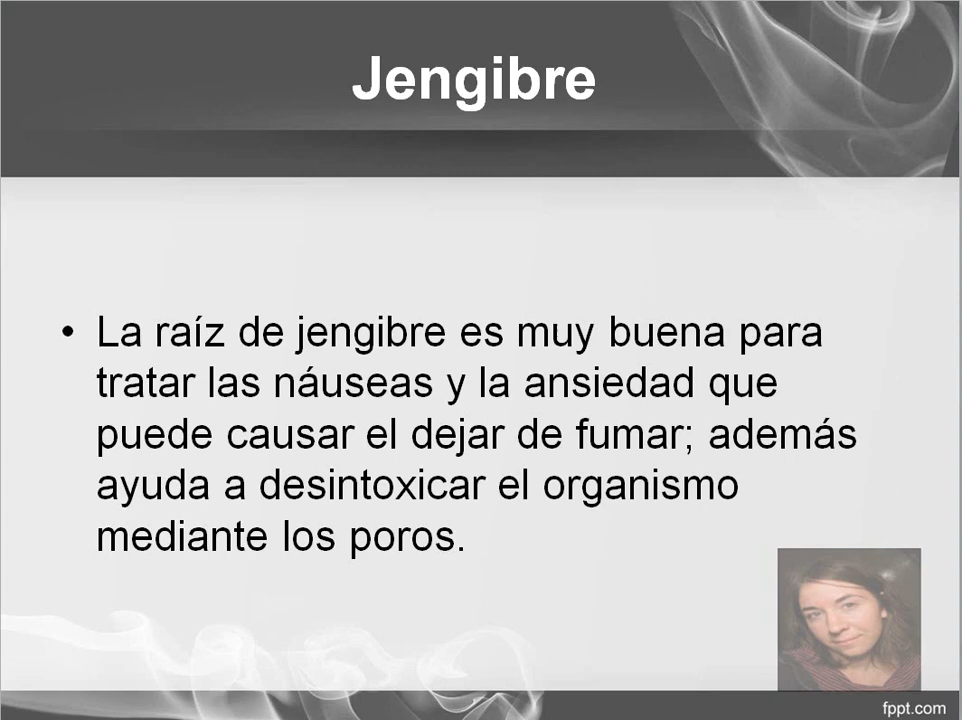 Jengibre
• La raíz de jengibre es muy buena para
tratar las náuseas y la ansiedad que
puede causar el dejar de fumar; además
ayuda a desintoxicar el organismo
mediante los poros.
fppt.com